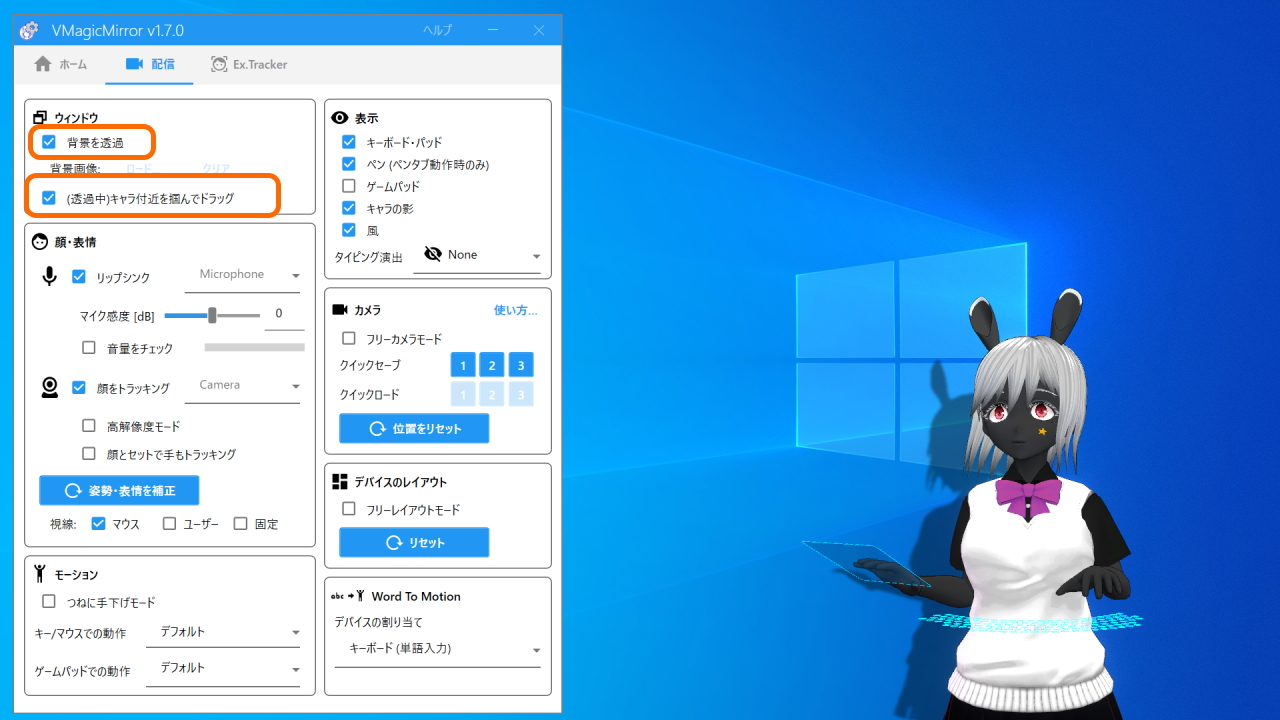 VMagicMirror v1.7.0
ヘルプ
ホーム
配信
Ex.Tracker
ウィンドウ
背景を透過
背景画像:
ロード...
クリア
(透過中)キャラ付近を掴んでドラッグ
顔・表情
リップシンク
Microphone
マイク感度 [dB]
0
音量をチェック
顔をトラッキング
Camera
高解像度モード
顔とセットで手もトラッキング
姿勢・表情を補正
視線:
マウス
ユーザー
固定
モーション
つねに手下げモード
キー/マウスでの動作
デフォルト
ゲームパッドでの動作
デフォルト
表示
キーボード・パッド
ペン (ペンタブ動作時のみ)
ゲームパッド
キャラの影
風
タイピング演出
None
カメラ
使い方...
フリーカメラモード
クイックセーブ
1 2 3
クイックロード
1 2 3
位置をリセット
デバイスのレイアウト
フリーレイアウトモード
リセット
abc
Word To Motion
デバイスの割り当て
キーボード (単語入力)